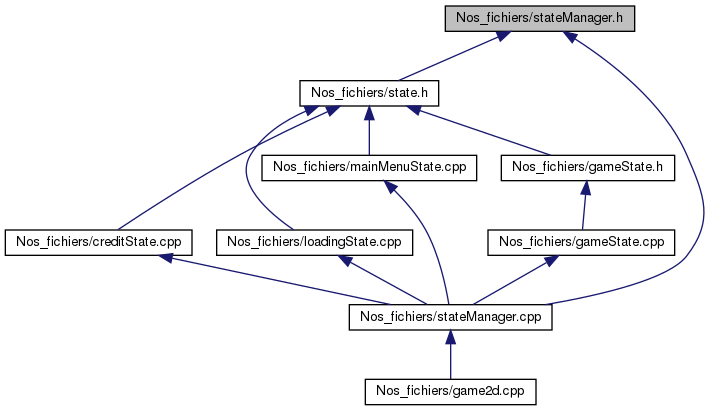 Nos_fichiers/stateManager.h
Nos_fichiers/state.h
Nos_fichiers/mainMenuState.cpp
Nos_fichiers/gameState.h
Nos_fichiers/creditState.cpp
Nos_fichiers/loadingState.cpp
Nos_fichiers/gameState.cpp
Nos_fichiers/stateManager.cpp
Nos_fichiers/game2d.cpp